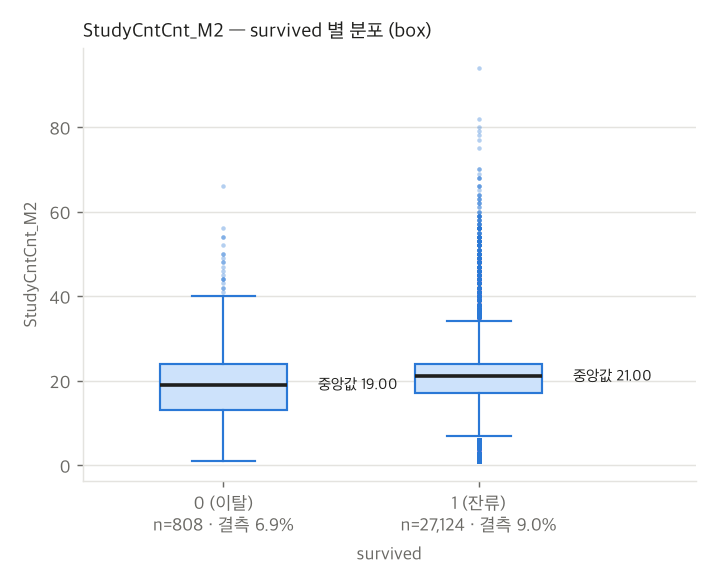 StudyCntCnt_M2 — survived 별 분포 (box)
StudyCntCnt_M2
80
60
40
20
0
중앙값 19.00
중앙값 21.00
0 (이탈)
n=808 · 결측 6.9%
1 (잔류)
n=27,124 · 결측 9.0%
survived